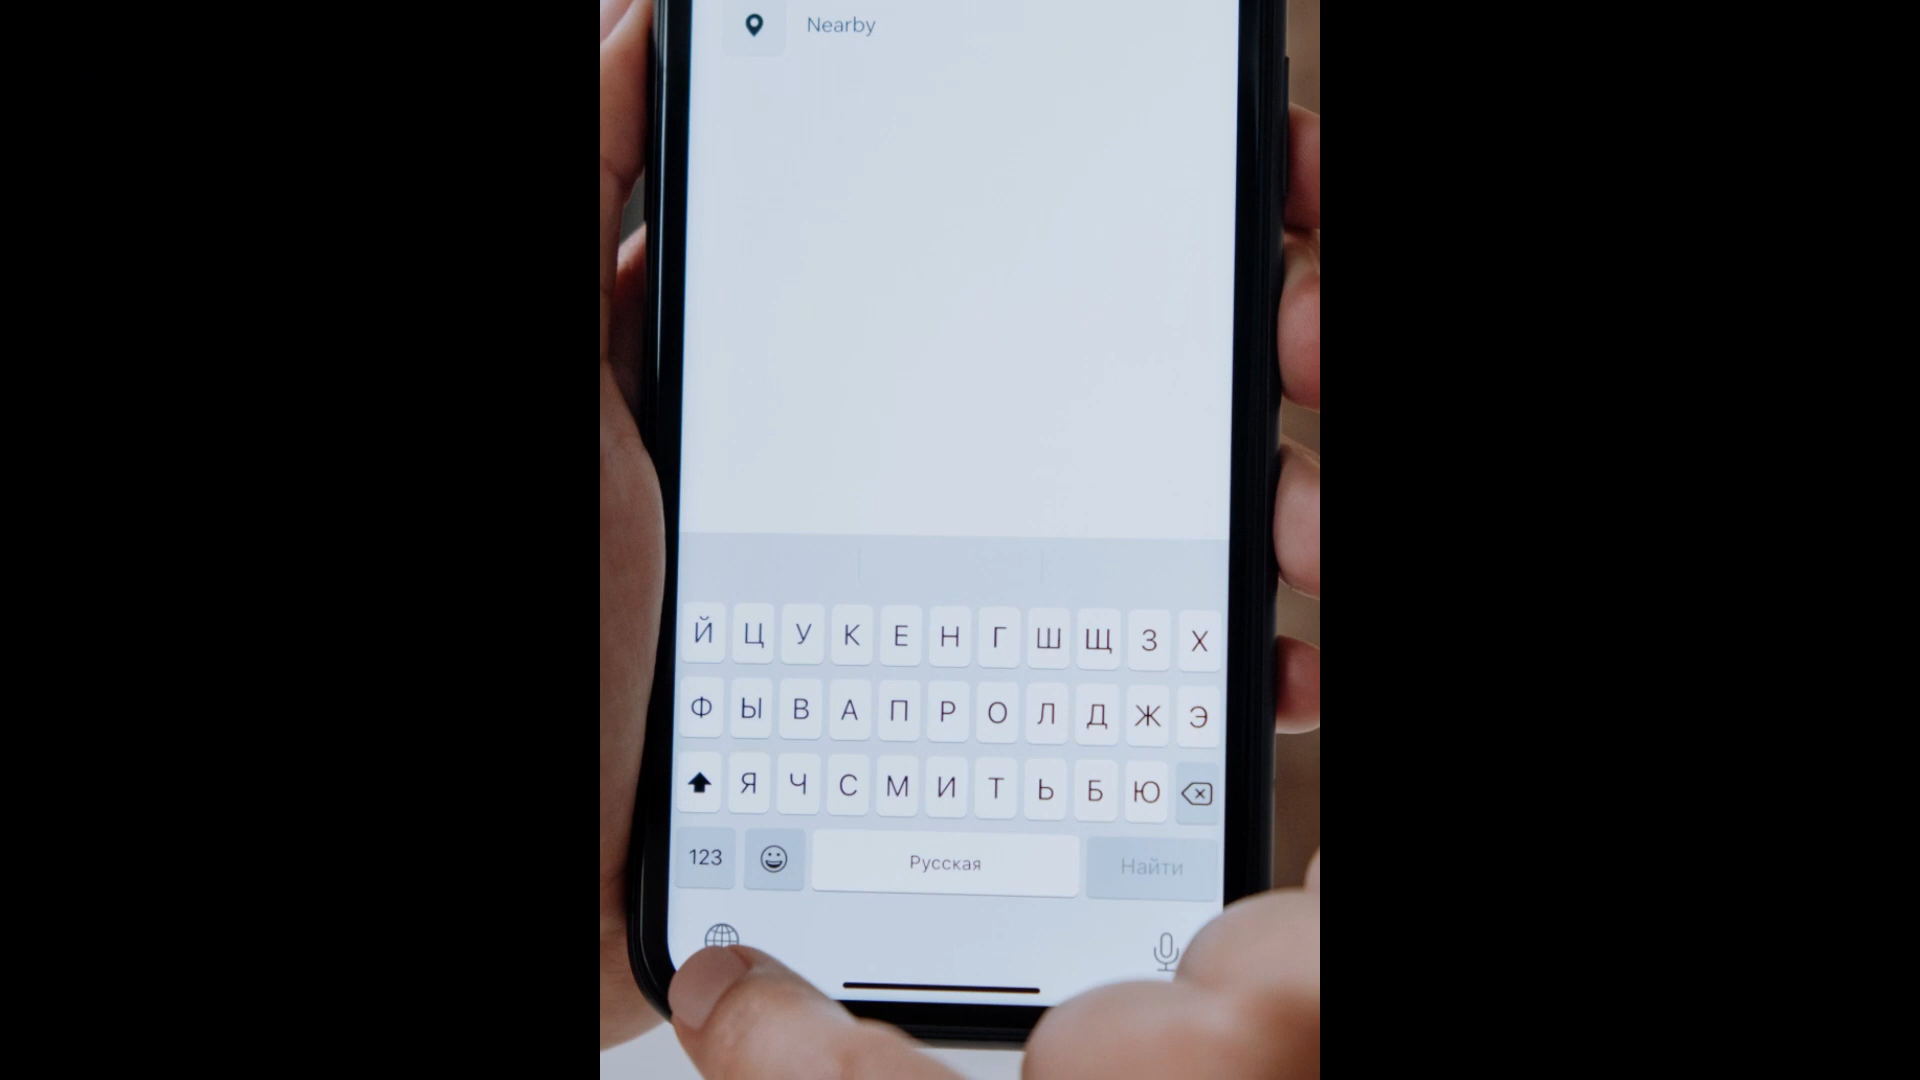 Nearby
Й Ц У К Е Н Г Ш Щ З Х
Ф Ы В А П Р О Л Д Ж Э
Я Ч С М И Т Ь Б Ю
123 Русская Найти